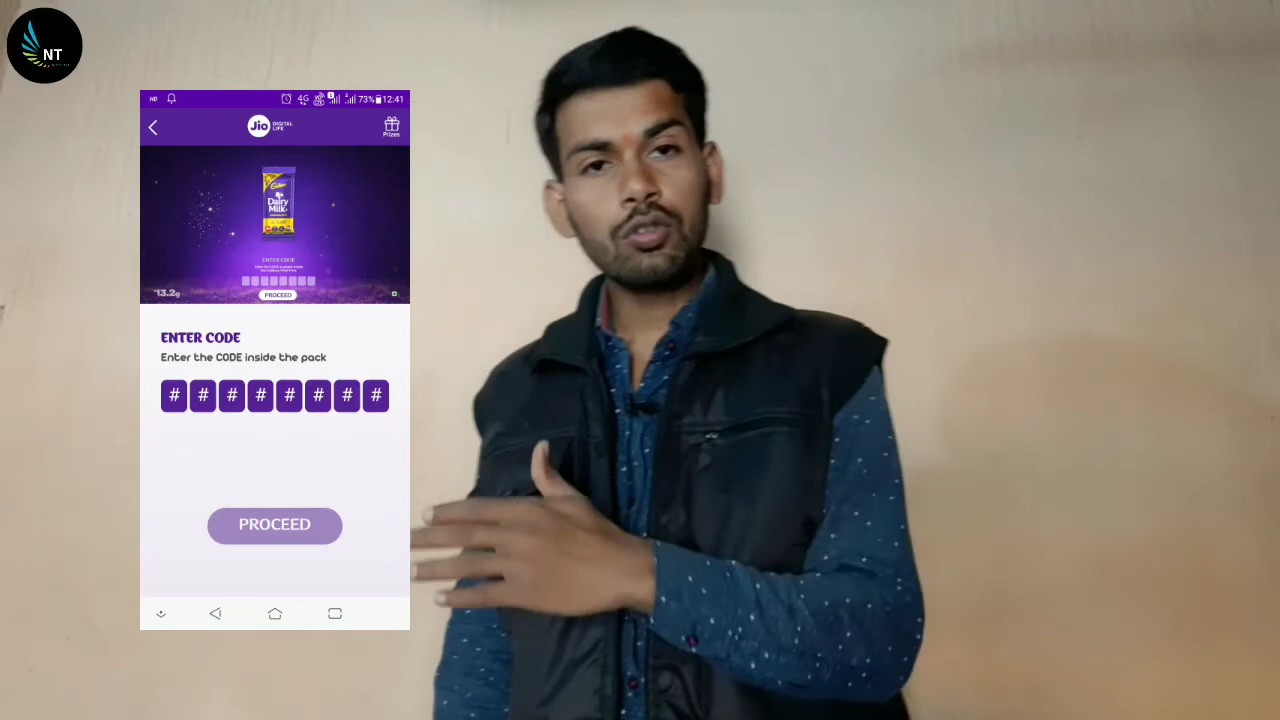 NT
HD
4G
73%
12:41
Jio
DIGITAL
LIFE
Prizes
Cadbury
Dairy
Milk
ENTER CODE
PROCEED
13.2g
ENTER CODE
Enter the CODE inside the pack
# # # # # # # #
PROCEED